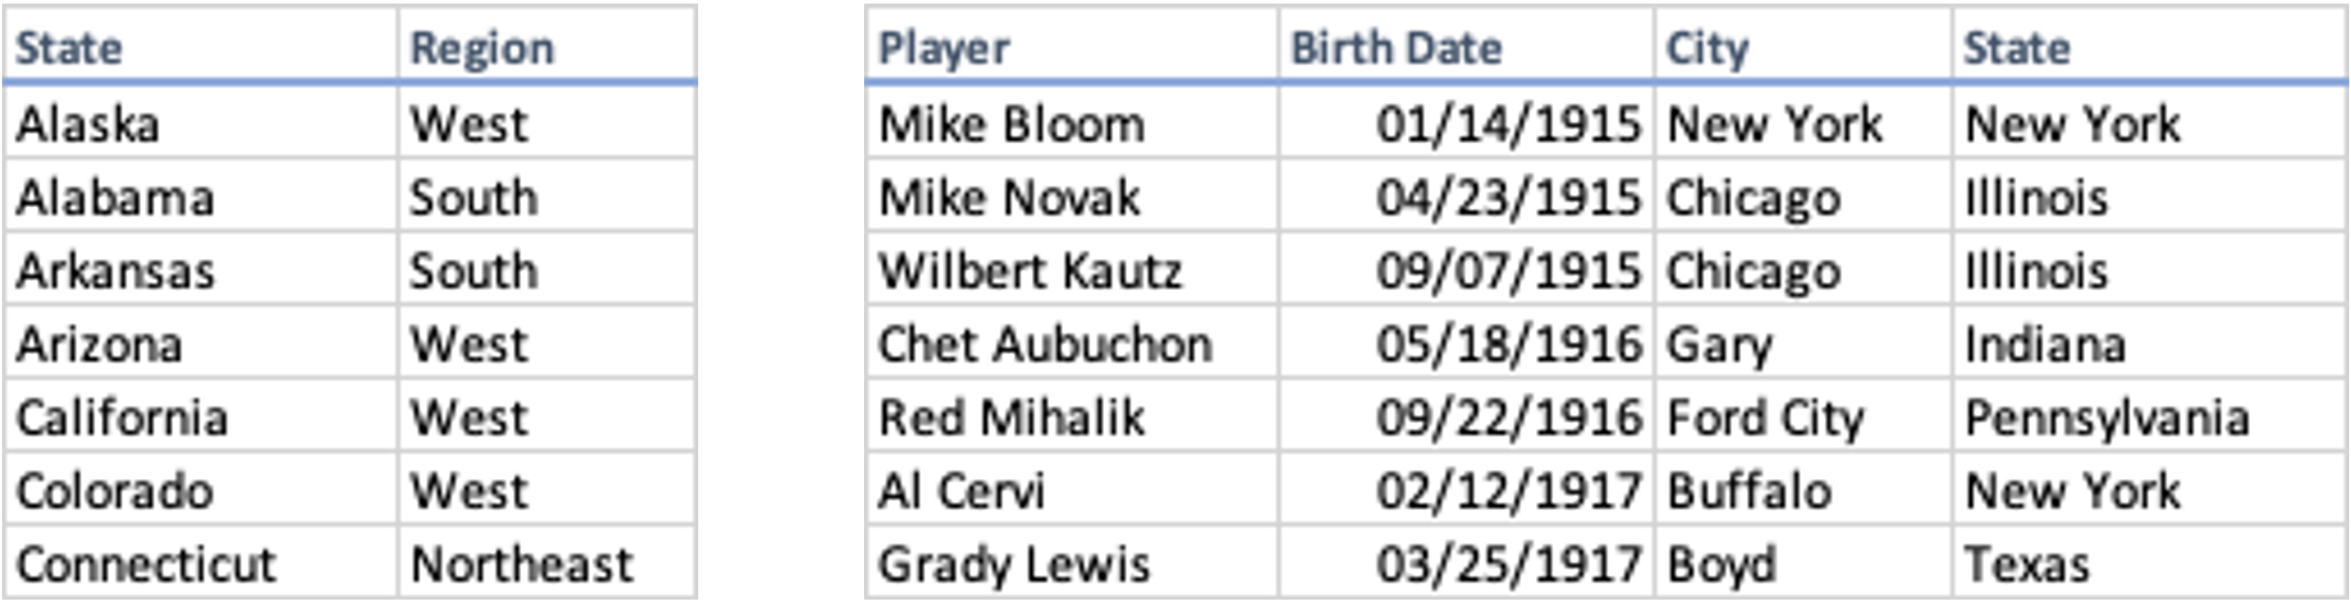 State Region
Alaska West
Alabama South
Arkansas South
Arizona West
California West
Colorado West
Connecticut Northeast
Player Birth Date City State
Mike Bloom 01/14/1915 New York New York
Mike Novak 04/23/1915 Chicago Illinois
Wilbert Kautz 09/07/1915 Chicago Illinois
Chet Aubuchon 05/18/1916 Gary Indiana
Red Mihalik 09/22/1916 Ford City Pennsylvania
Al Cervi 02/12/1917 Buffalo New York
Grady Lewis 03/25/1917 Boyd Texas